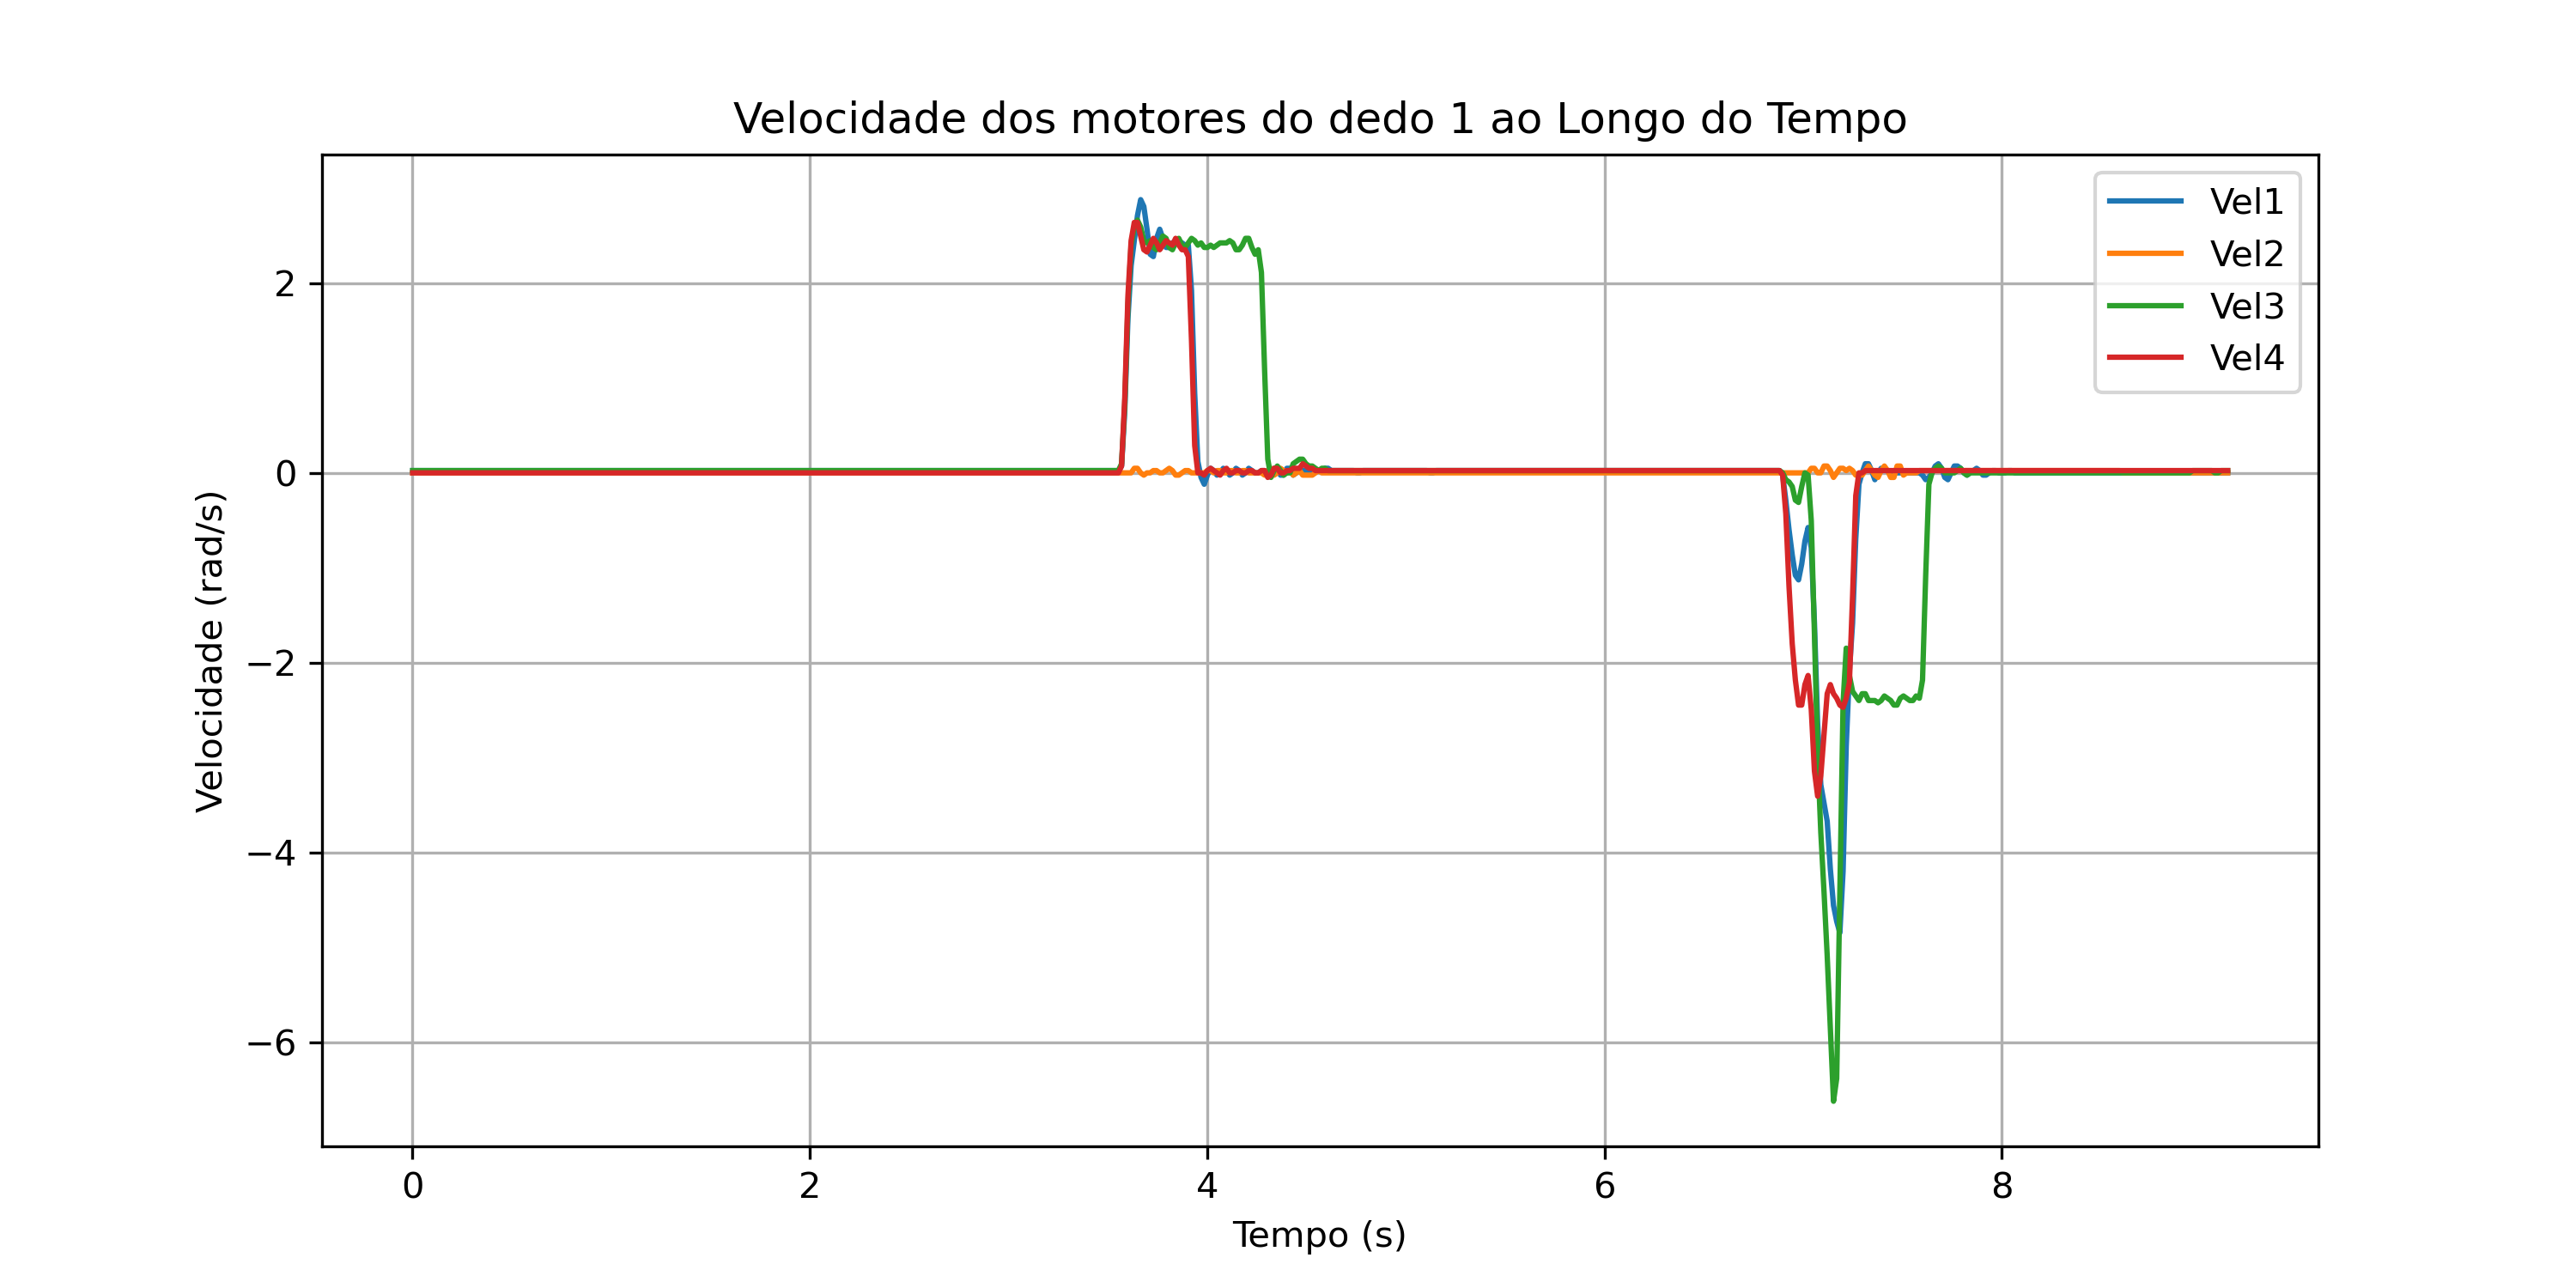 Velocidade dos motores do dedo 1 ao Longo do Tempo
Vel1
Vel2
Vel3
Vel4
2
0
−2
−4
−6
Velocidade (rad/s)
0
2
4
6
8
Tempo (s)